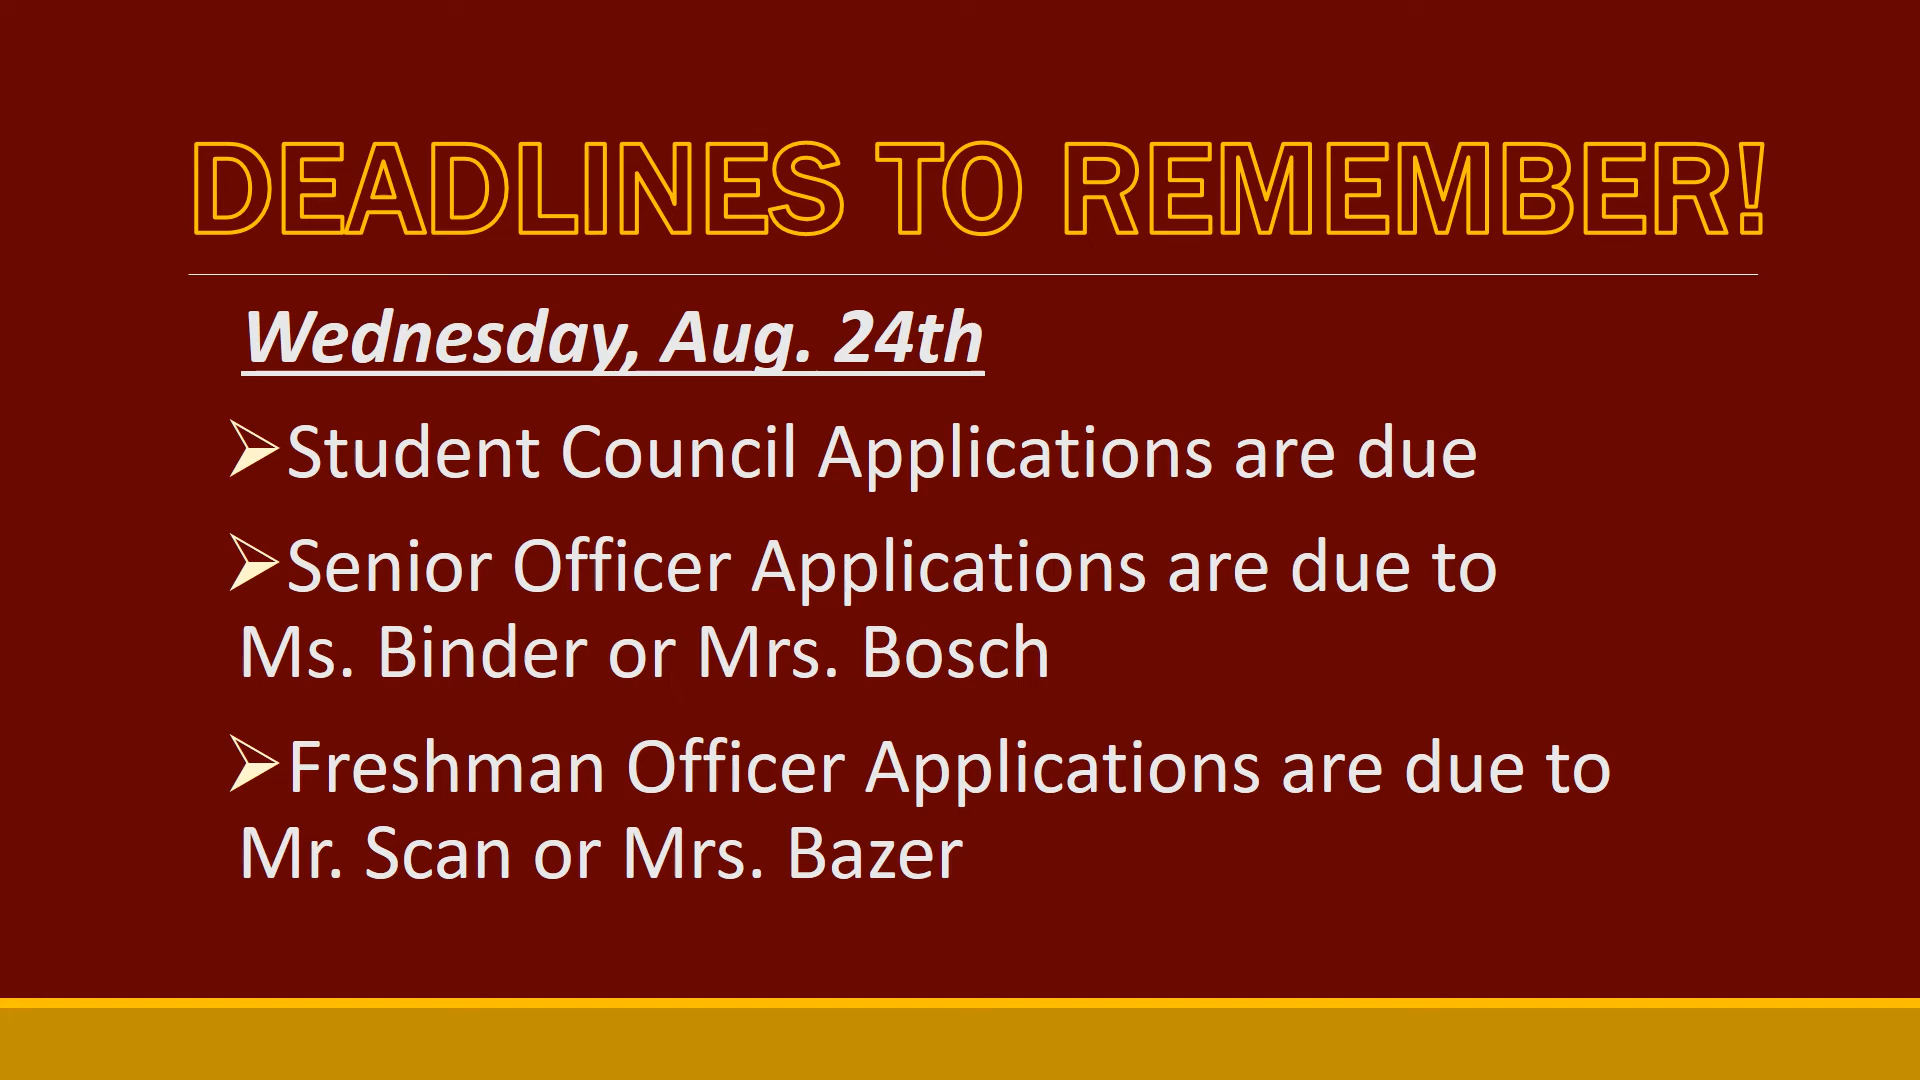 DEADLINES TO REMEMBER!
Wednesday, Aug. 24th
➢Student Council Applications are due
➢Senior Officer Applications are due to
Ms. Binder or Mrs. Bosch
➢Freshman Officer Applications are due to
Mr. Scan or Mrs. Bazer